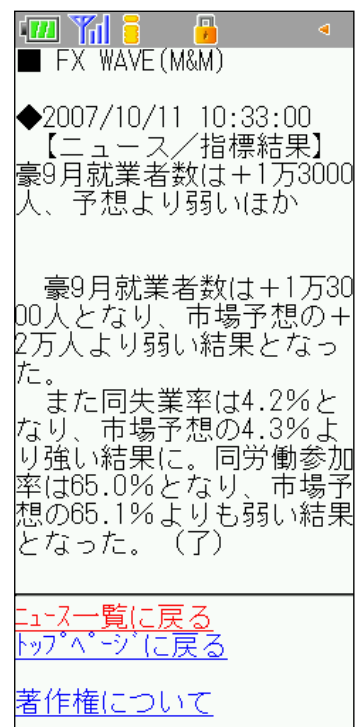 ■ FX WAVE(M&M)
◆2007/10/11 10:33:00
【ニュース／指標結果】
豪9月就業者数は＋1万3000
人、予想より弱いほか
豪9月就業者数は＋1万30
00人となり、市場予想の＋
2万人より弱い結果となっ
た。
また同失業率は4.2%と
なり、市場予想の4.3%よ
り強い結果に。同労働参加
率は65.0%となり、市場予
想の65.1%よりも弱い結果
となった。（了）
ﾆｭｰｽ一覧に戻る
ﾄｯﾌﾟﾍﾟｰｼﾞに戻る
著作権について